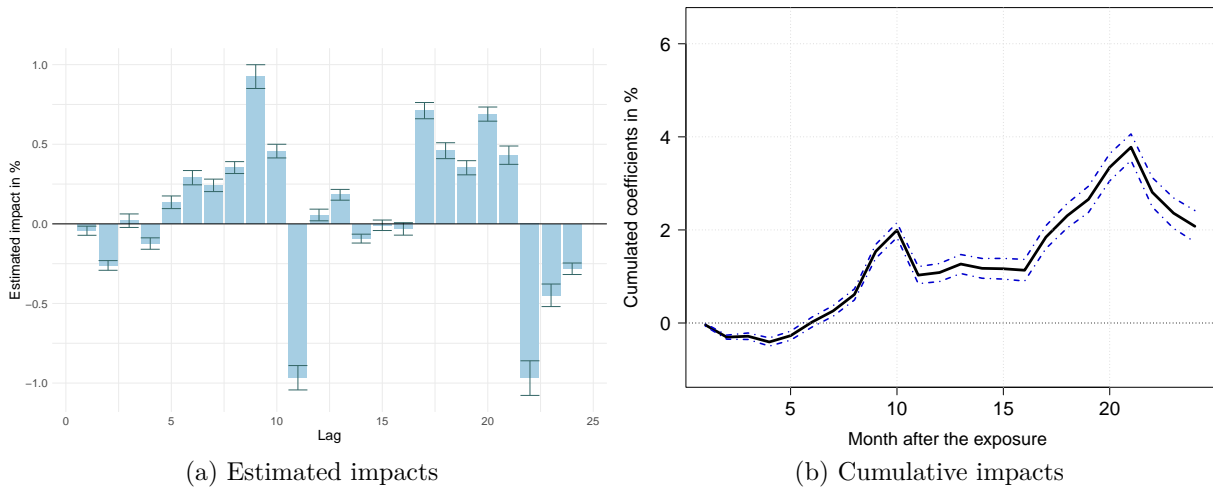 Estimated impact in %
1.0
0.5
0.0
−0.5
−1.0
0 5 10 15 20 25
Lag
(a) Estimated impacts
Cumulated coefficients in %
6
4
2
0
5 10 15 20
Month after the exposure
(b) Cumulative impacts